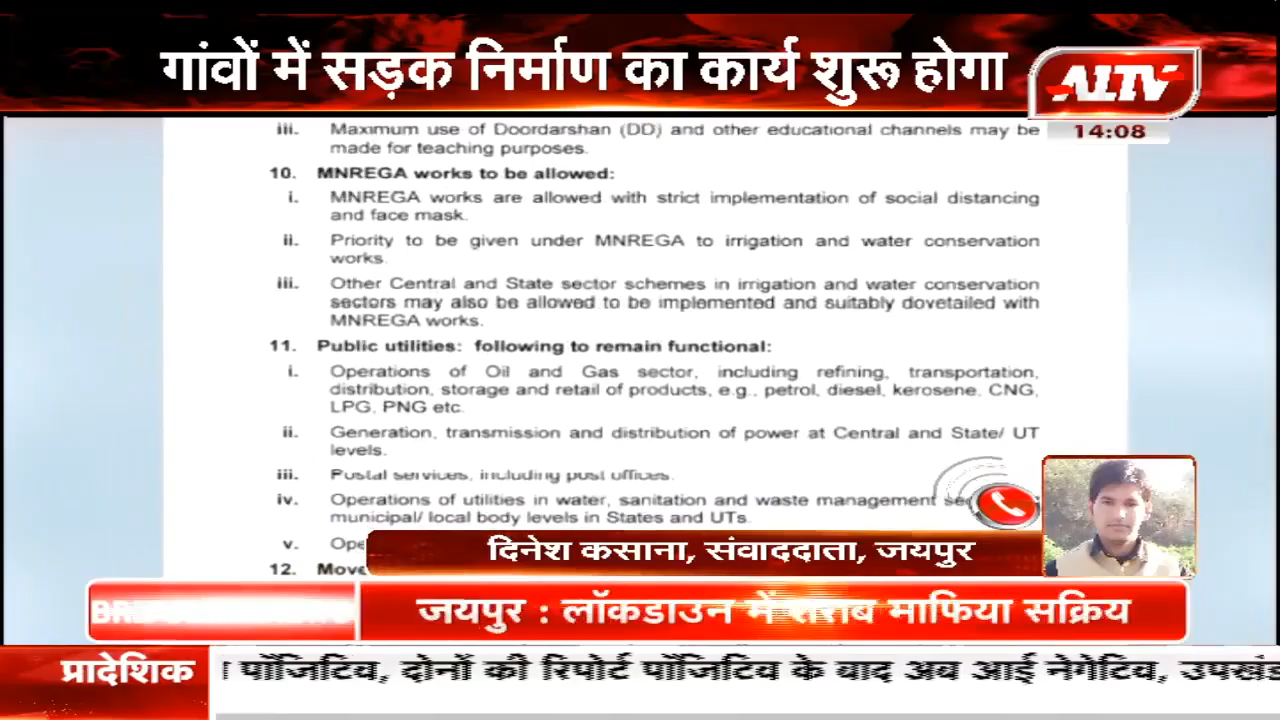 गांवों में सड़क निर्माण का कार्य शुरू होगा
ALTV
14:08
iii. Maximum use of Doordarshan (DD) and other educational channels may be
made for teaching purposes.
10. MNREGA works to be allowed:
i. MNREGA works are allowed with strict implementation of social distancing
and face mask.
ii. Priority to be given under MNREGA to irrigation and water conservation
works.
iii. Other Central and State sector schemes in irrigation and water conservation
sectors may also be allowed to be implemented and suitably dovetailed with
MNREGA works.
11. Public utilities: following to remain functional:
i. Operations of Oil and Gas sector, including refining, transportation,
distribution, storage and retail of products, e.g., petrol, diesel, kerosene, CNG,
LPG, PNG etc.
ii. Generation, transmission and distribution of power at Central and State/ UT
levels.
iii. Postal services, including post offices.
iv. Operations of utilities in water, sanitation and waste management
municipal/ local body levels in States and UTs.
v. Ope
12. Move
दिनेश कसाना, संवाददाता, जयपुर
जयपुर : लॉकडाउन में शराब माफिया सक्रिय
प्रादेशिक
पॉजिटिव, दोनों की रिपोर्ट पॉजिटिव के बाद अब आई नेगेटिव, उपखंड